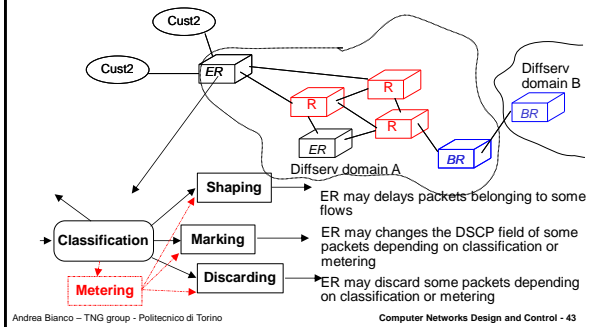 Cust2
Cust2
ER
R
R
R
ER
BR
BR
Diffserv
domain B
Diffserv domain A
Shaping
ER may delays packets belonging to some
flows
Classification
Marking
ER may changes the DSCP field of some
packets depending on classification or
metering
Metering
Discarding
ER may discard some packets depending
on classification or metering
Andrea Bianco – TNG group - Politecnico di Torino
Computer Networks Design and Control - 43